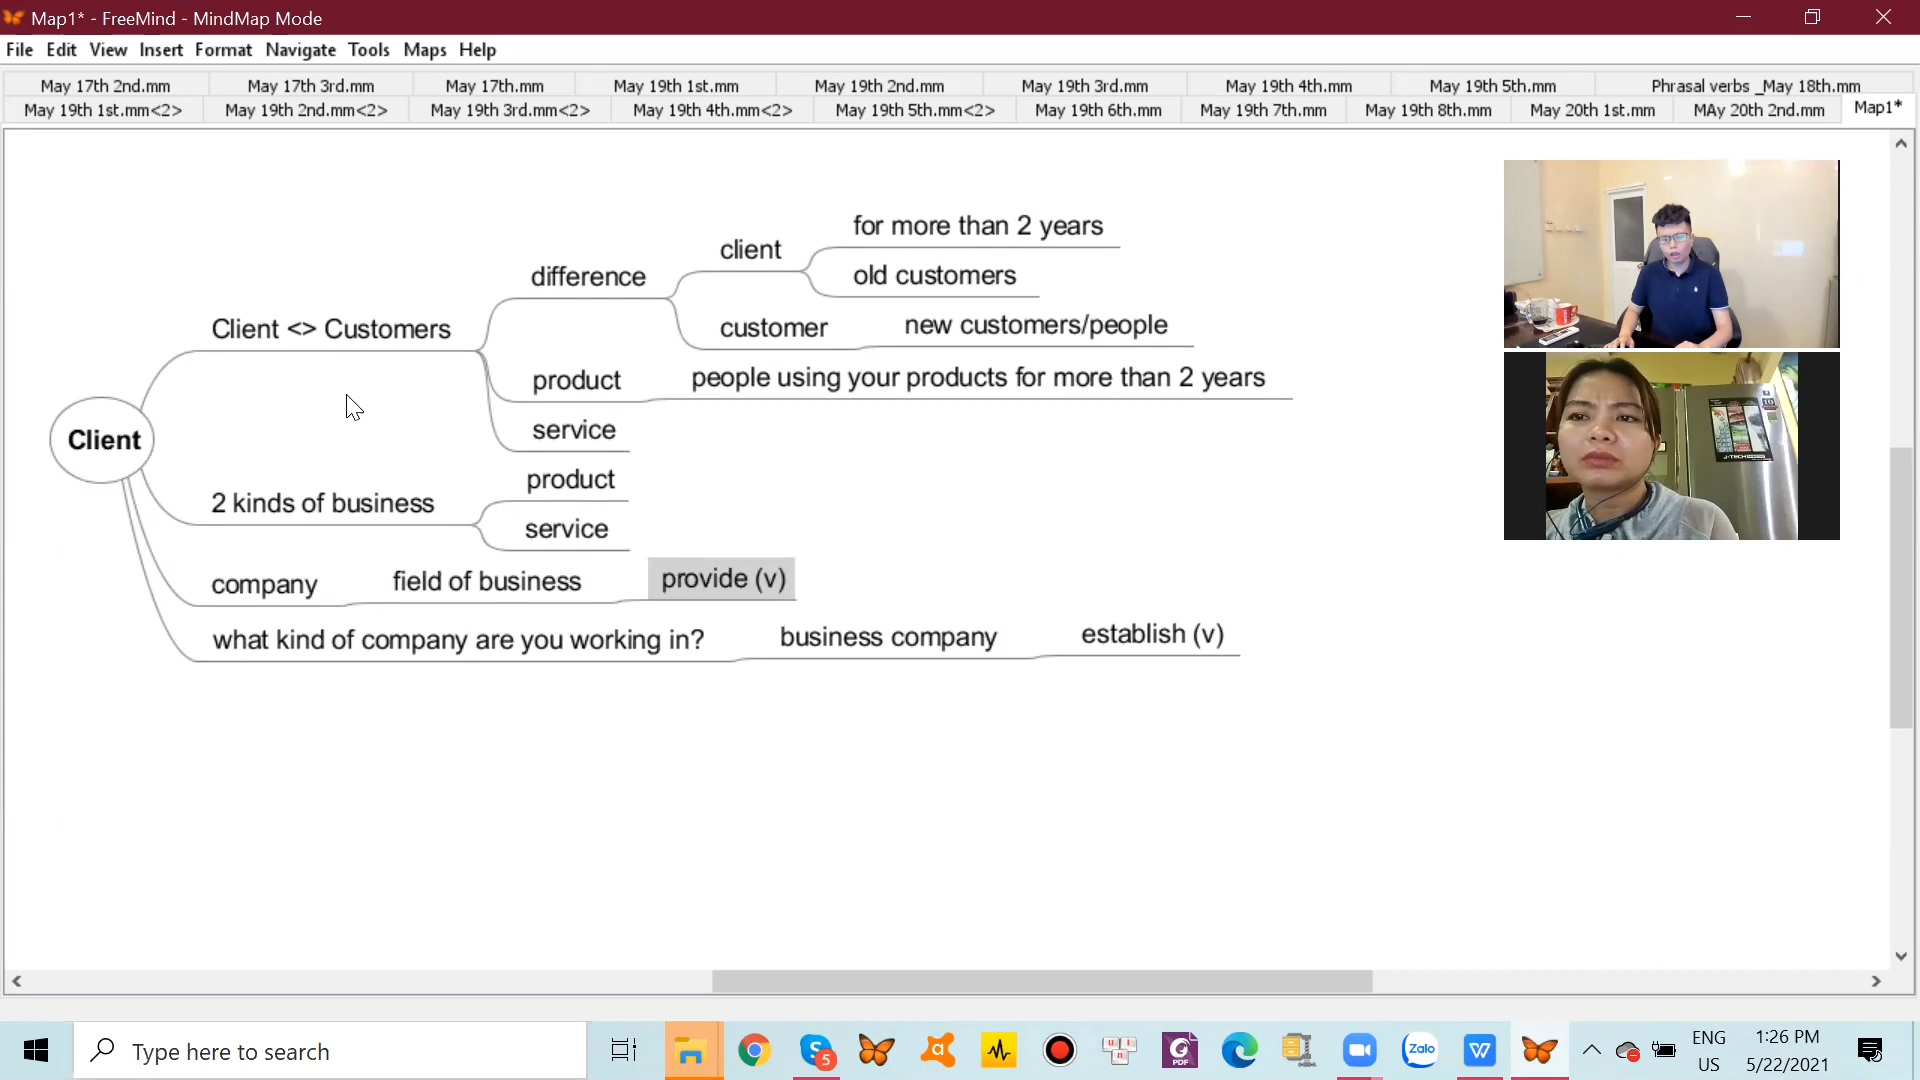 Map1* - FreeMind - MindMap Mode
File Edit View Insert Format Navigate Tools Maps Help
May 17th 2nd.mm May 17th 3rd.mm May 17th.mm May 19th 1st.mm May 19th 2nd.mm May 19th 3rd.mm May 19th 4th.mm May 19th 5th.mm Phrasal verbs _May 18th.mm
May 19th 1st.mm<2> May 19th 2nd.mm<2> May 19th 3rd.mm<2> May 19th 4th.mm<2> May 19th 5th.mm<2> May 19th 6th.mm May 19th 7th.mm May 19th 8th.mm May 20th 1st.mm MAy 20th 2nd.mm Map1*
Client
Client <> Customers
difference
client
for more than 2 years
old customers
customer
new customers/people
product
people using your products for more than 2 years
service
2 kinds of business
product
service
company
field of business
provide (v)
what kind of company are you working in?
business company
establish (v)
J-TECH
10
Type here to search
5
u i
n
PDF
Zalo
W
ENG
US
1:26 PM
5/22/2021